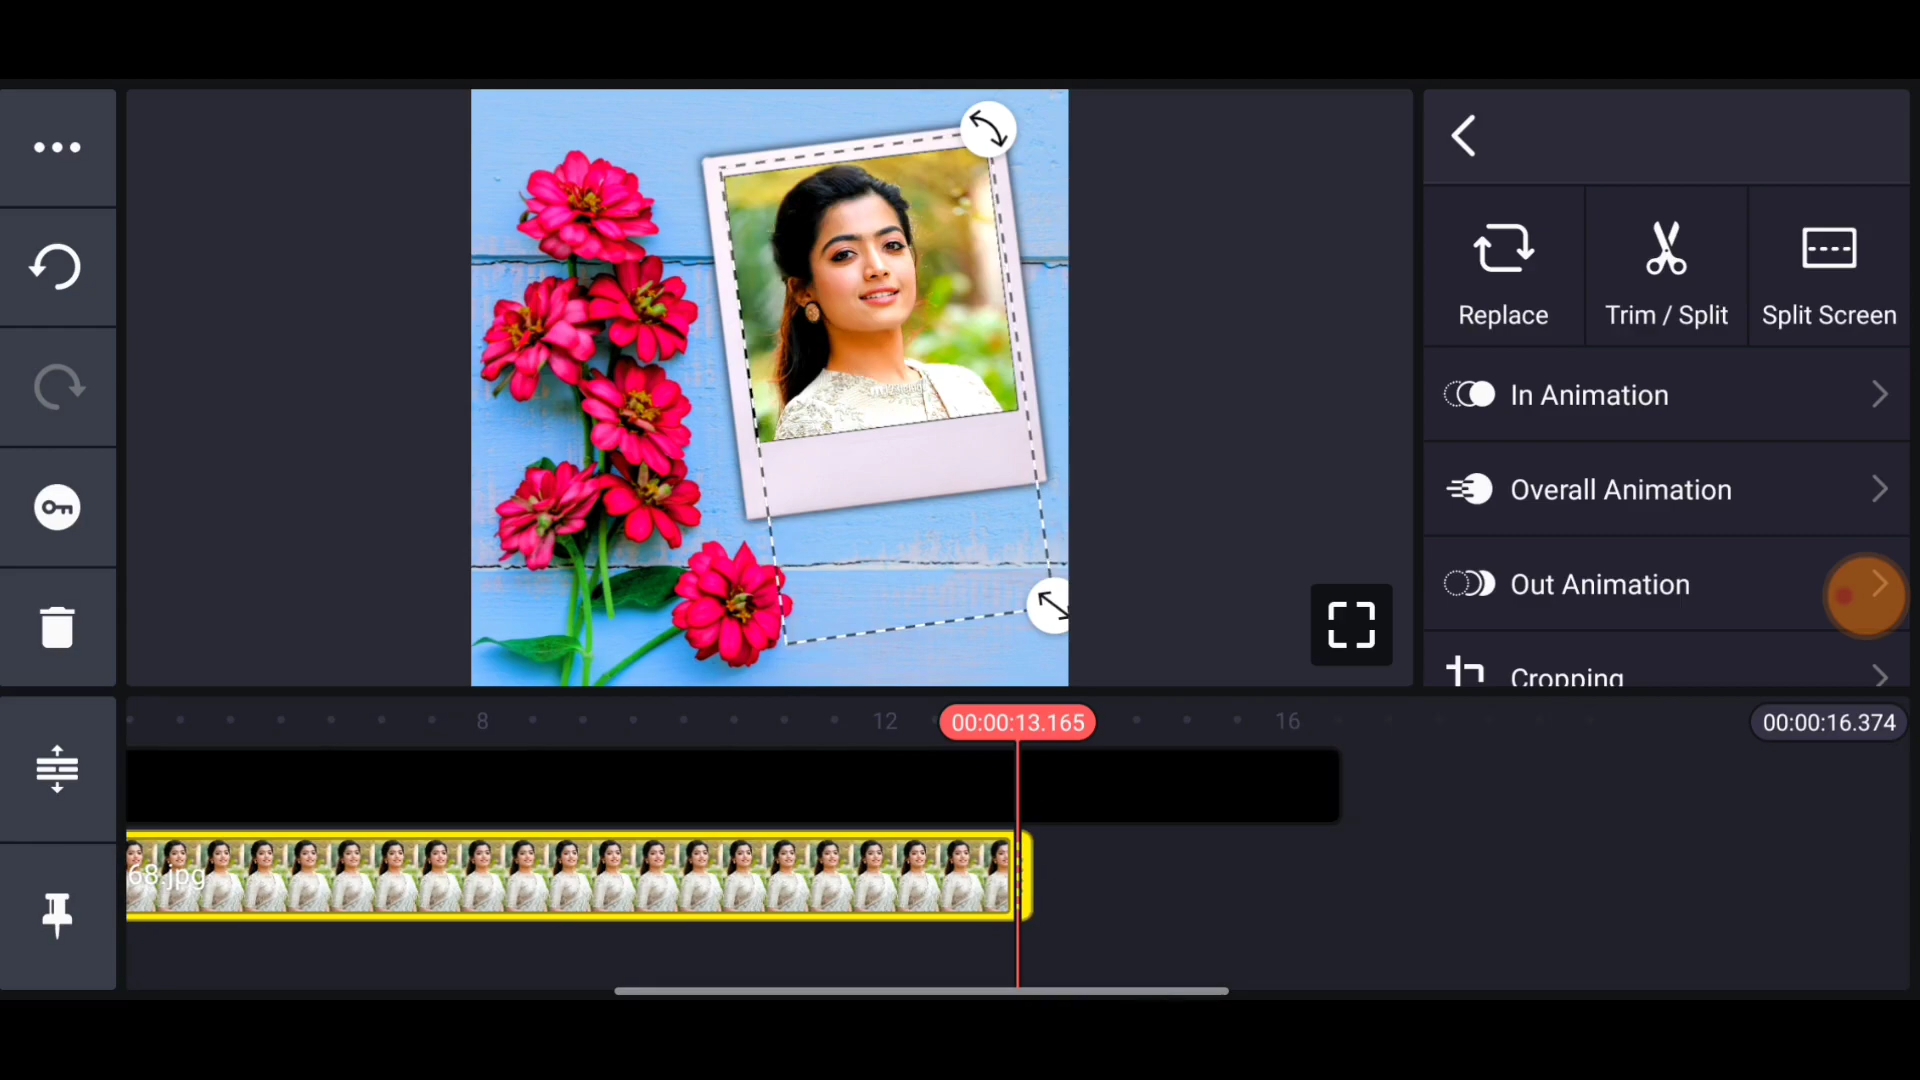 Replace
Trim / Split
Split Screen
In Animation
Overall Animation
Out Animation
Cropping
8
12
00:00:13.165
16
00:00:16.374
68.jpg